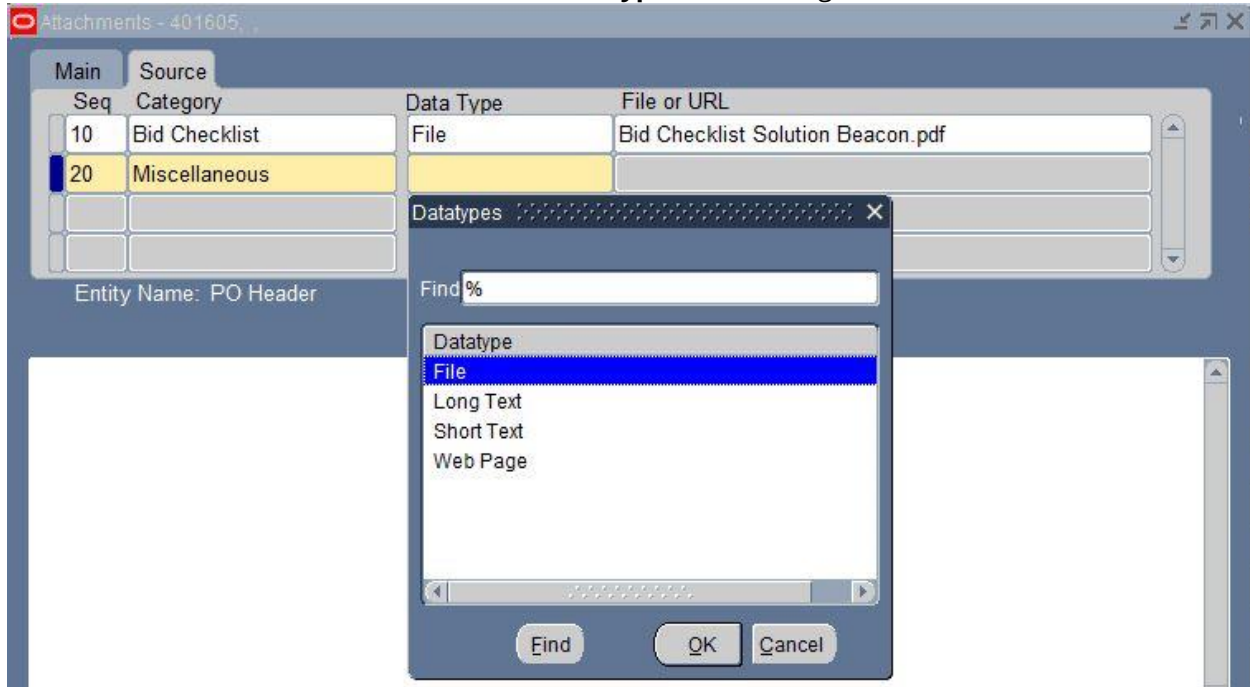 Attachments - 401605, ,
Main Source
Seq Category Data Type File or URL
10 Bid Checklist File Bid Checklist Solution Beacon.pdf
20 Miscellaneous
Datatypes
Entity Name: PO Header
Find %
Datatype
File
Long Text
Short Text
Web Page
Find OK Cancel